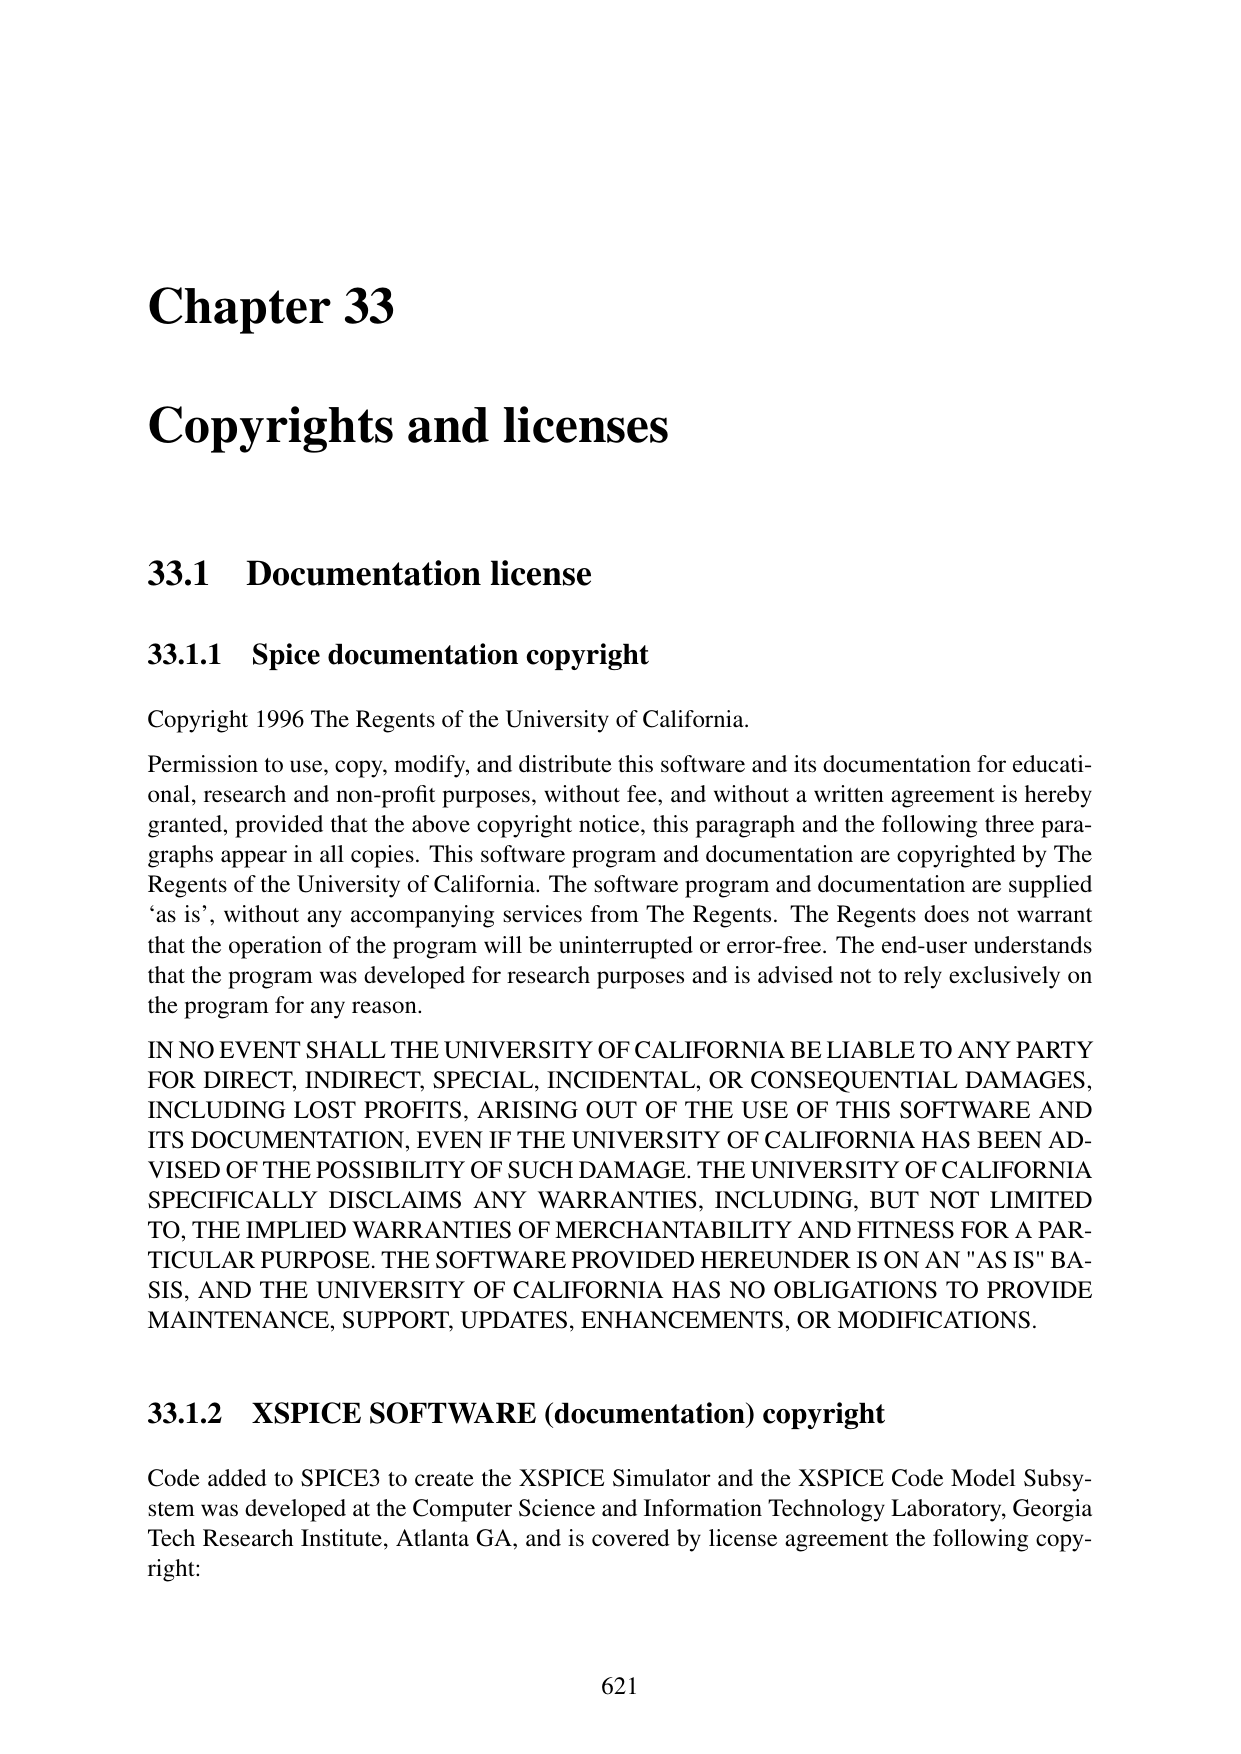 Chapter 33
Copyrights and licenses
33.1 Documentation license
33.1.1 Spice documentation copyright
Copyright 1996 The Regents of the University of California.
Permission to use, copy, modify, and distribute this software and its documentation for educati-
onal, research and non-profit purposes, without fee, and without a written agreement is hereby
granted, provided that the above copyright notice, this paragraph and the following three para-
graphs appear in all copies. This software program and documentation are copyrighted by The
Regents of the University of California. The software program and documentation are supplied
‘as is’, without any accompanying services from The Regents. The Regents does not warrant
that the operation of the program will be uninterrupted or error-free. The end-user understands
that the program was developed for research purposes and is advised not to rely exclusively on
the program for any reason.
IN NO EVENT SHALL THE UNIVERSITY OF CALIFORNIA BE LIABLE TO ANY PARTY
FOR DIRECT, INDIRECT, SPECIAL, INCIDENTAL, OR CONSEQUENTIAL DAMAGES,
INCLUDING LOST PROFITS, ARISING OUT OF THE USE OF THIS SOFTWARE AND
ITS DOCUMENTATION, EVEN IF THE UNIVERSITY OF CALIFORNIA HAS BEEN AD-
VISED OF THE POSSIBILITY OF SUCH DAMAGE. THE UNIVERSITY OF CALIFORNIA
SPECIFICALLY DISCLAIMS ANY WARRANTIES, INCLUDING, BUT NOT LIMITED
TO, THE IMPLIED WARRANTIES OF MERCHANTABILITY AND FITNESS FOR A PAR-
TICULAR PURPOSE. THE SOFTWARE PROVIDED HEREUNDER IS ON AN "AS IS" BA-
SIS, AND THE UNIVERSITY OF CALIFORNIA HAS NO OBLIGATIONS TO PROVIDE
MAINTENANCE, SUPPORT, UPDATES, ENHANCEMENTS, OR MODIFICATIONS.
33.1.2 XSPICE SOFTWARE (documentation) copyright
Code added to SPICE3 to create the XSPICE Simulator and the XSPICE Code Model Subsy-
stem was developed at the Computer Science and Information Technology Laboratory, Georgia
Tech Research Institute, Atlanta GA, and is covered by license agreement the following copy-
right:
621